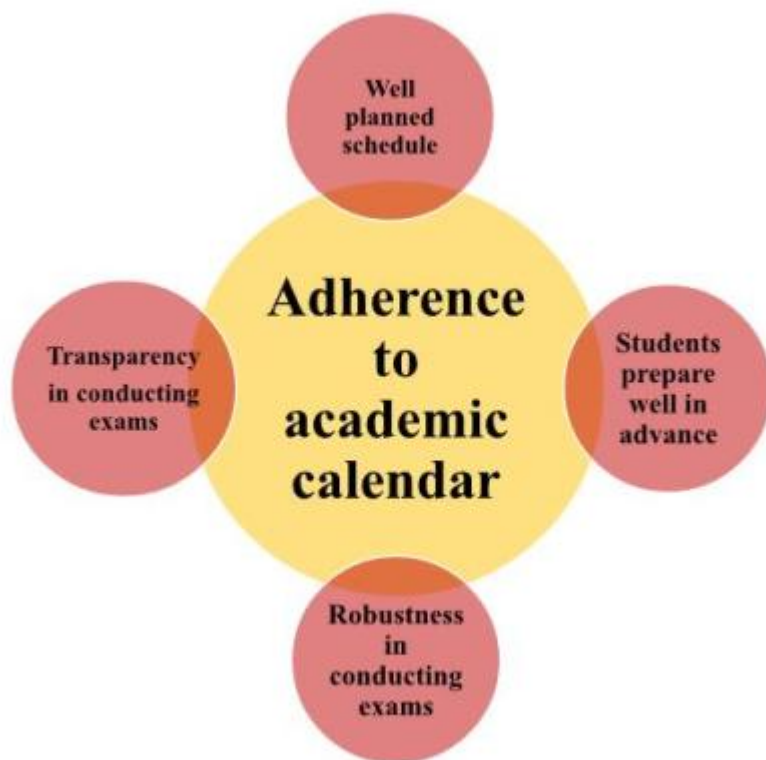 Well
planned
schedule
Adherence
to
academic
calendar
Transparency
in conducting
exams
Students
prepare
well in
advance
Robustness
in
conducting
exams